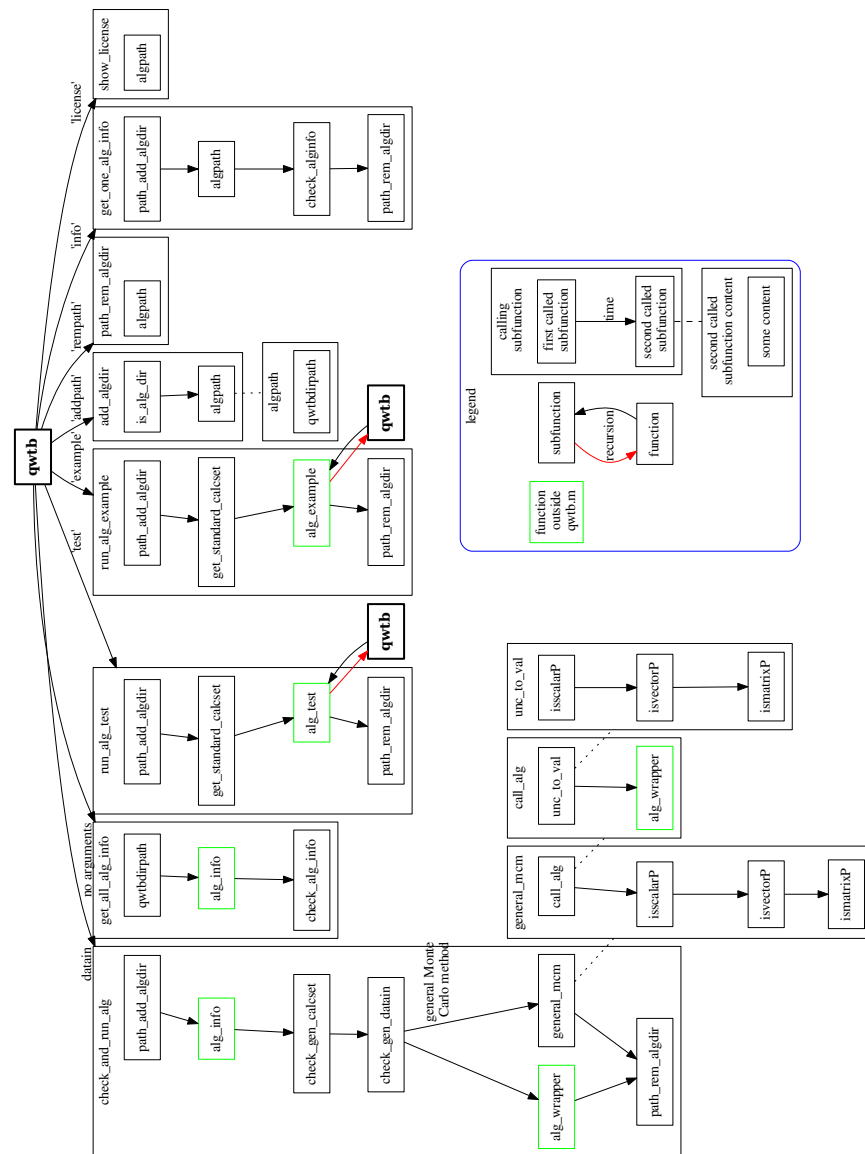 qwtb
datain
check_and_run_alg
path_add_algdir
alg_info
check_gen_calcset
check_gen_datain
general Monte
Carlo method
alg_wrapper
general_mcm
path_rem_algdir
no arguments
get_all_alg_info
qwtbdirpath
alg_info
check_alg_info
general_mcm
call_alg
isscalarP
isvectorP
ismatrixP
call_alg
unc_to_val
alg_wrapper
unc_to_val
isscalarP
isvectorP
ismatrixP
'test'
run_alg_test
path_add_algdir
get_standard_calcset
alg_test
path_rem_algdir
qwtb
'example'
run_alg_example
path_add_algdir
get_standard_calcset
alg_example
path_rem_algdir
qwtb
'addpath'
add_algdir
is_alg_dir
algpath
algpath
qwtbdirpath
'rempath'
path_rem_algdir
algpath
'info'
get_one_alg_info
path_add_algdir
algpath
check_alginfo
path_rem_algdir
'license'
show_license
algpath
legend
function
outside
qwtb.m
subfunction
recursion
function
calling
subfunction
first called
subfunction
time
second called
subfunction
second called
subfunction content
some content